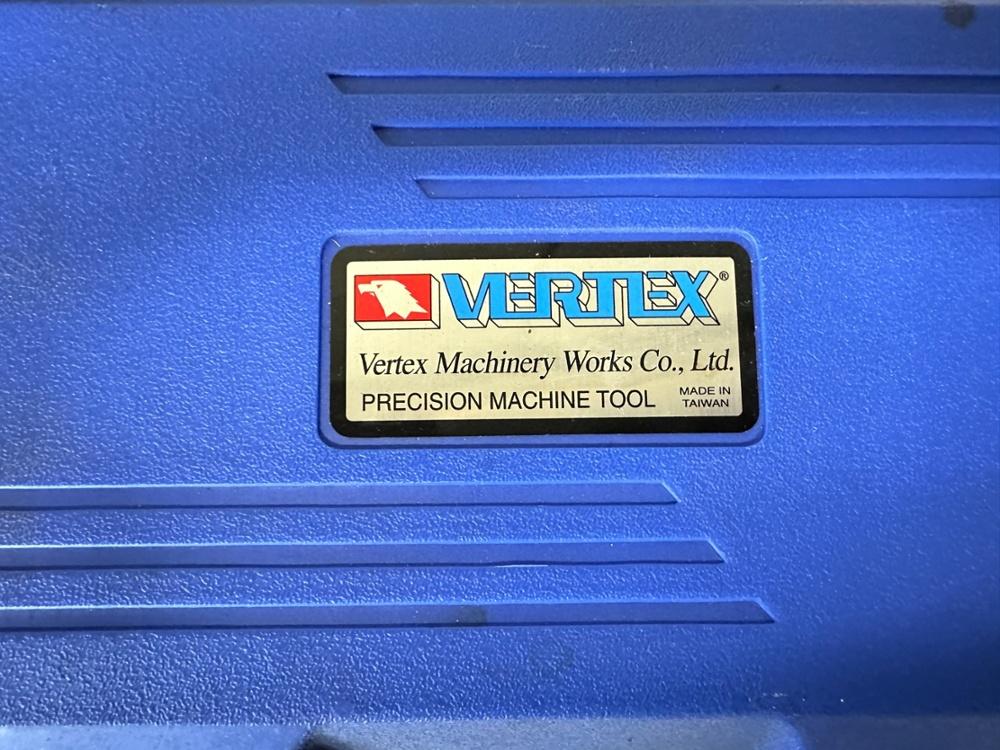 VERTEX®
Vertex Machinery Works Co., Ltd.
PRECISION MACHINE TOOL
MADE IN
TAIWAN